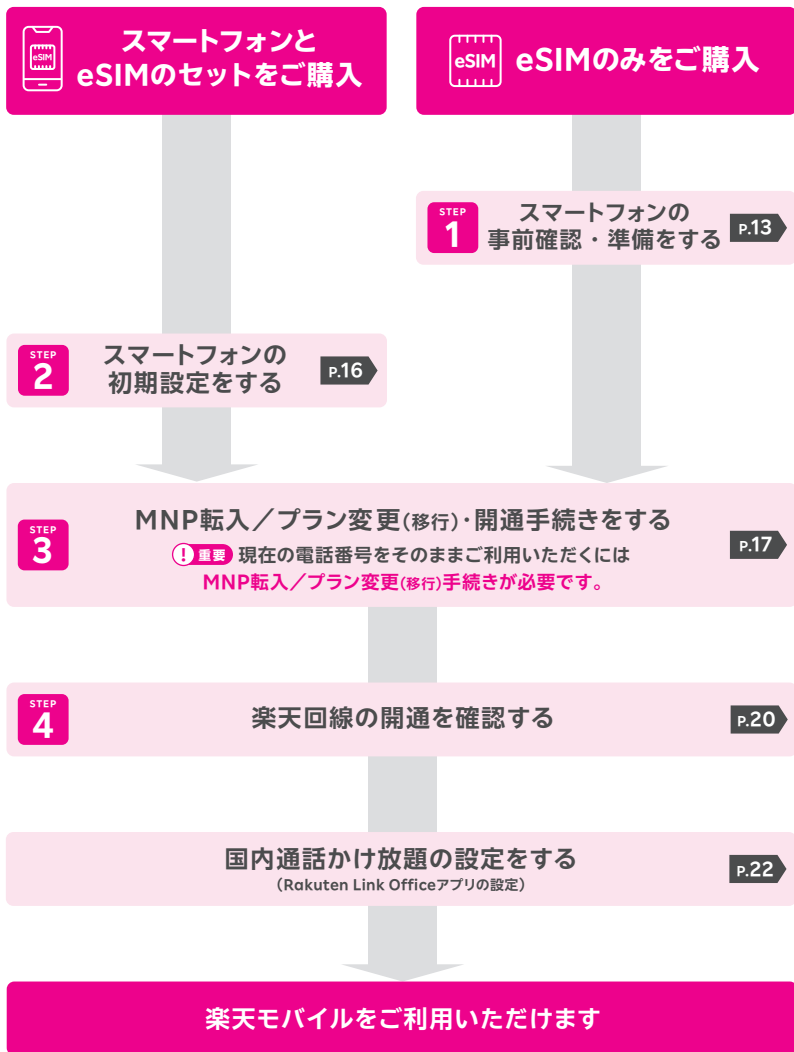 eSIM
スマートフォンと
eSIMのセットをご購入
eSIM
eSIMのみをご購入
STEP
1
スマートフォンの
事前確認・準備をする
P.13
STEP
2
スマートフォンの
初期設定をする
P.16
STEP
3
MNP転入／プラン変更(移行)・開通手続きをする
! 重要 現在の電話番号をそのままご利用いただくには
MNP転入／プラン変更(移行)手続きが必要です。
P.17
STEP
4
楽天回線の開通を確認する
P.20
国内通話かけ放題の設定をする
(Rakuten Link Officeアプリの設定)
P.22
楽天モバイルをご利用いただけます